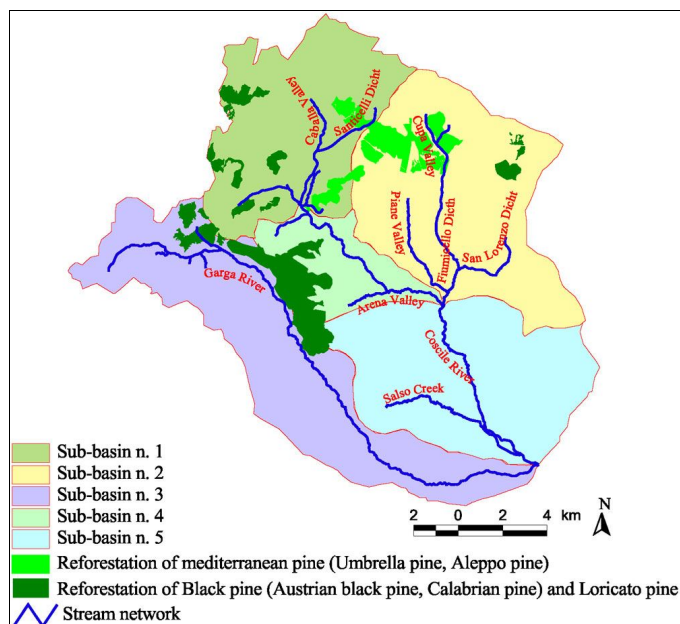 Caballa Valley
Santicelli Dicht
Cupa Valley
Piane Valley
Fiumicello Dicth
San Lorenzo Dicht
Garga River
Arena Valley
Coscile River
Salso Creek
Sub-basin n. 1
Sub-basin n. 2
Sub-basin n. 3
Sub-basin n. 4
Sub-basin n. 5
2 0 2 4 km
N
Reforestation of mediterranean pine (Umbrella pine, Aleppo pine)
Reforestation of Black pine (Austrian black pine, Calabrian pine) and Loricato pine
Stream network